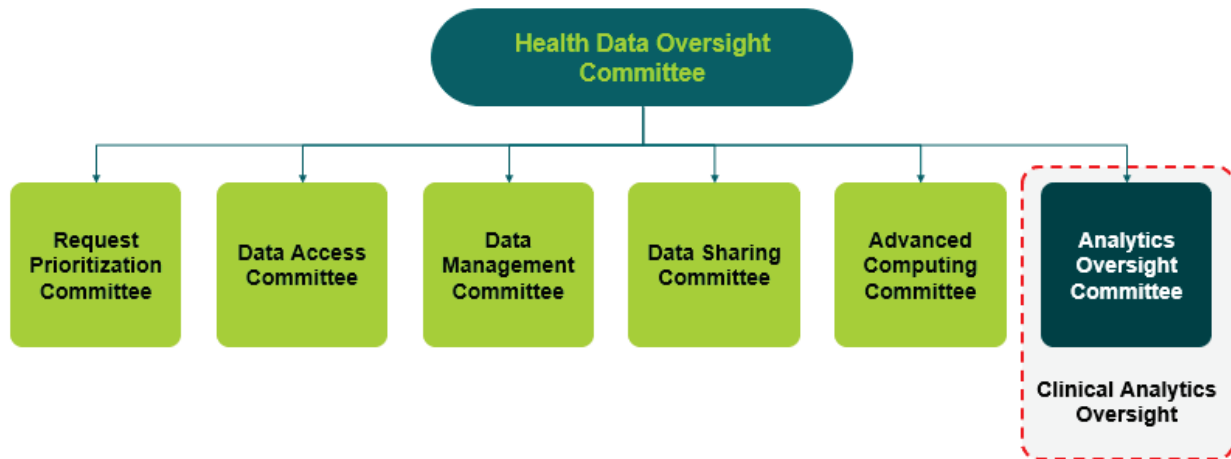 Health Data Oversight
Committee
Request
Prioritization
Committee
Data Access
Committee
Data
Management
Committee
Data Sharing
Committee
Advanced
Computing
Committee
Analytics
Oversight
Committee
Clinical Analytics
Oversight